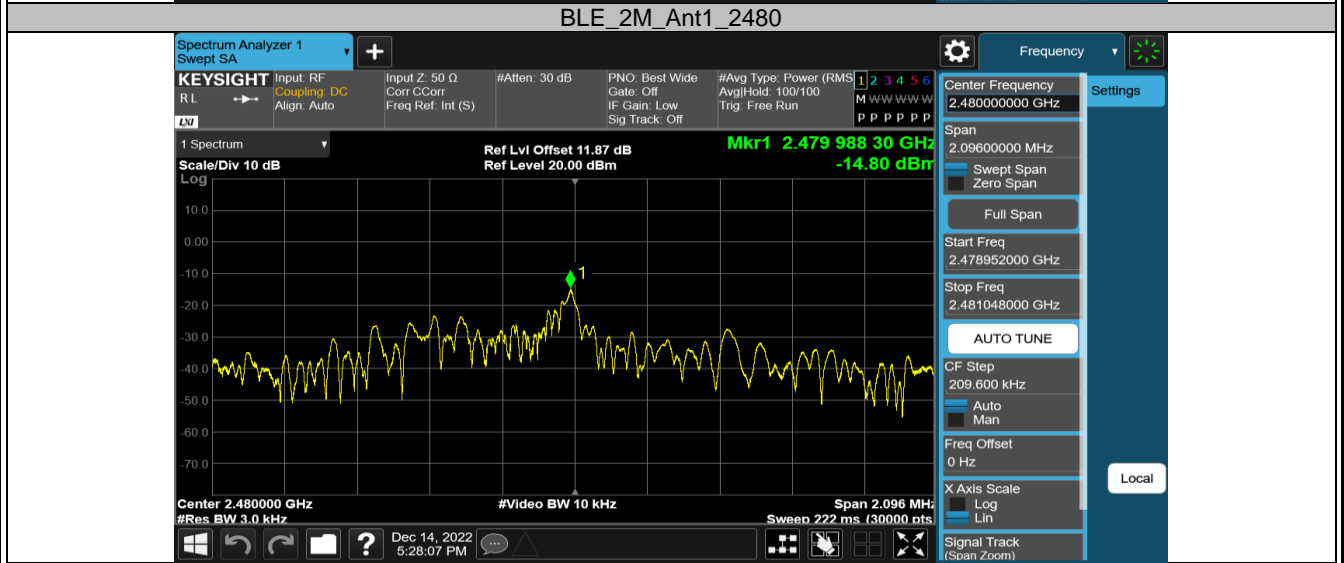 BLE_2M_Ant1_2480
Spectrum Analyzer 1
Swept SA
+
Frequency
KEYSIGHT
R L
LXI
Input: RF
Coupling: DC
Align: Auto
Input Z: 50 Ω
Corr CCorr
Freq Ref: Int (S)
#Atten: 30 dB
PNO: Best Wide
Gate: Off
IF Gain: Low
Sig Track: Off
#Avg Type: Power (RMS
Avg|Hold: 100/100
Trig: Free Run
1 2 3 4 5 6
M W W W W W
P P P P P P
1 Spectrum
Scale/Div 10 dB
Log
Ref Lvl Offset 11.87 dB
Ref Level 20.00 dBm
Mkr1 2.479 988 30 GHz
-14.80 dBm
10.0
0.00
-10.0
-20.0
-30.0
-40.0
-50.0
-60.0
-70.0
1
Center 2.480000 GHz
#Res BW 3.0 kHz
#Video BW 10 kHz
Span 2.096 MHz
Sweep 222 ms (30000 pts
Center Frequency
2.480000000 GHz
Span
2.09600000 MHz
Swept Span
Zero Span
Full Span
Start Freq
2.478952000 GHz
Stop Freq
2.481048000 GHz
AUTO TUNE
CF Step
209.600 kHz
Auto
Man
Freq Offset
0 Hz
X Axis Scale
Log
Lin
Signal Track
(Span Zoom)
Settings
Local
?
Dec 14, 2022
5:28:07 PM